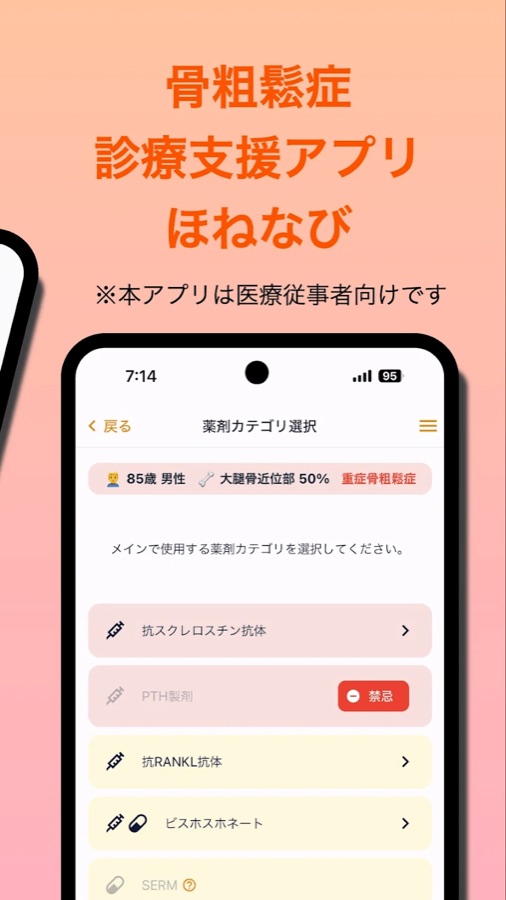 骨粗鬆症
診療支援アプリ
ほねなび
※本アプリは医療従事者向けです
7:14
95
戻る
薬剤カテゴリ選択
85歳 男性 大腿骨近位部 50% 重症骨粗鬆症
メインで使用する薬剤カテゴリを選択してください。
抗スクレロスチン抗体
PTH製剤
禁忌
抗RANKL抗体
ビスホスホネート
SERM